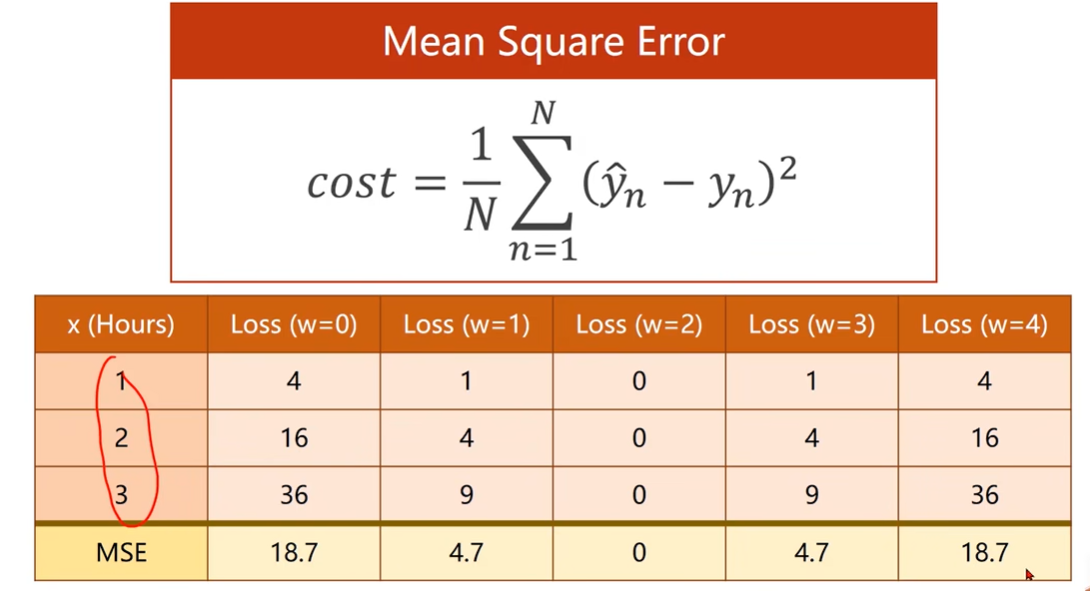 Mean Square Error
cost = \frac{1}{N} \sum_{n=1}^{N} (\hat{y}_n - y_n)^2
x (Hours) Loss (w=0) Loss (w=1) Loss (w=2) Loss (w=3) Loss (w=4)
1 4 1 0 1 4
2 16 4 0 4 16
3 36 9 0 9 36
MSE 18.7 4.7 0 4.7 18.7